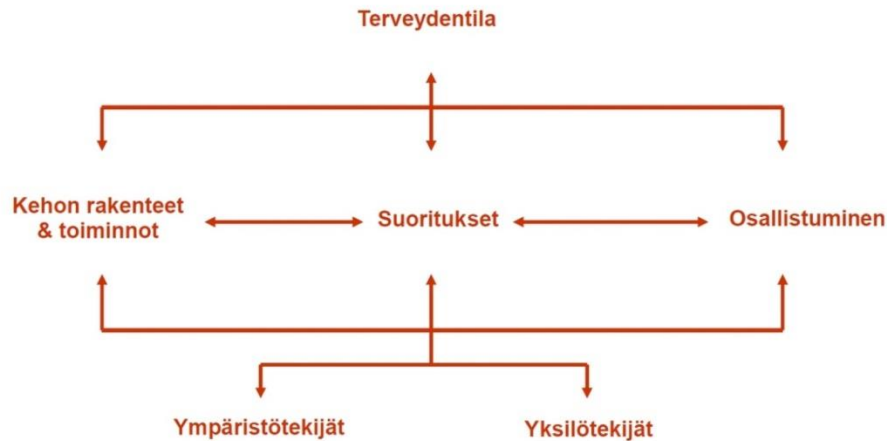 Terveydentila
Kehon rakenteet
& toiminnot
Suoritukset
Osallistuminen
Ympäristötekijät
Yksilötekijät